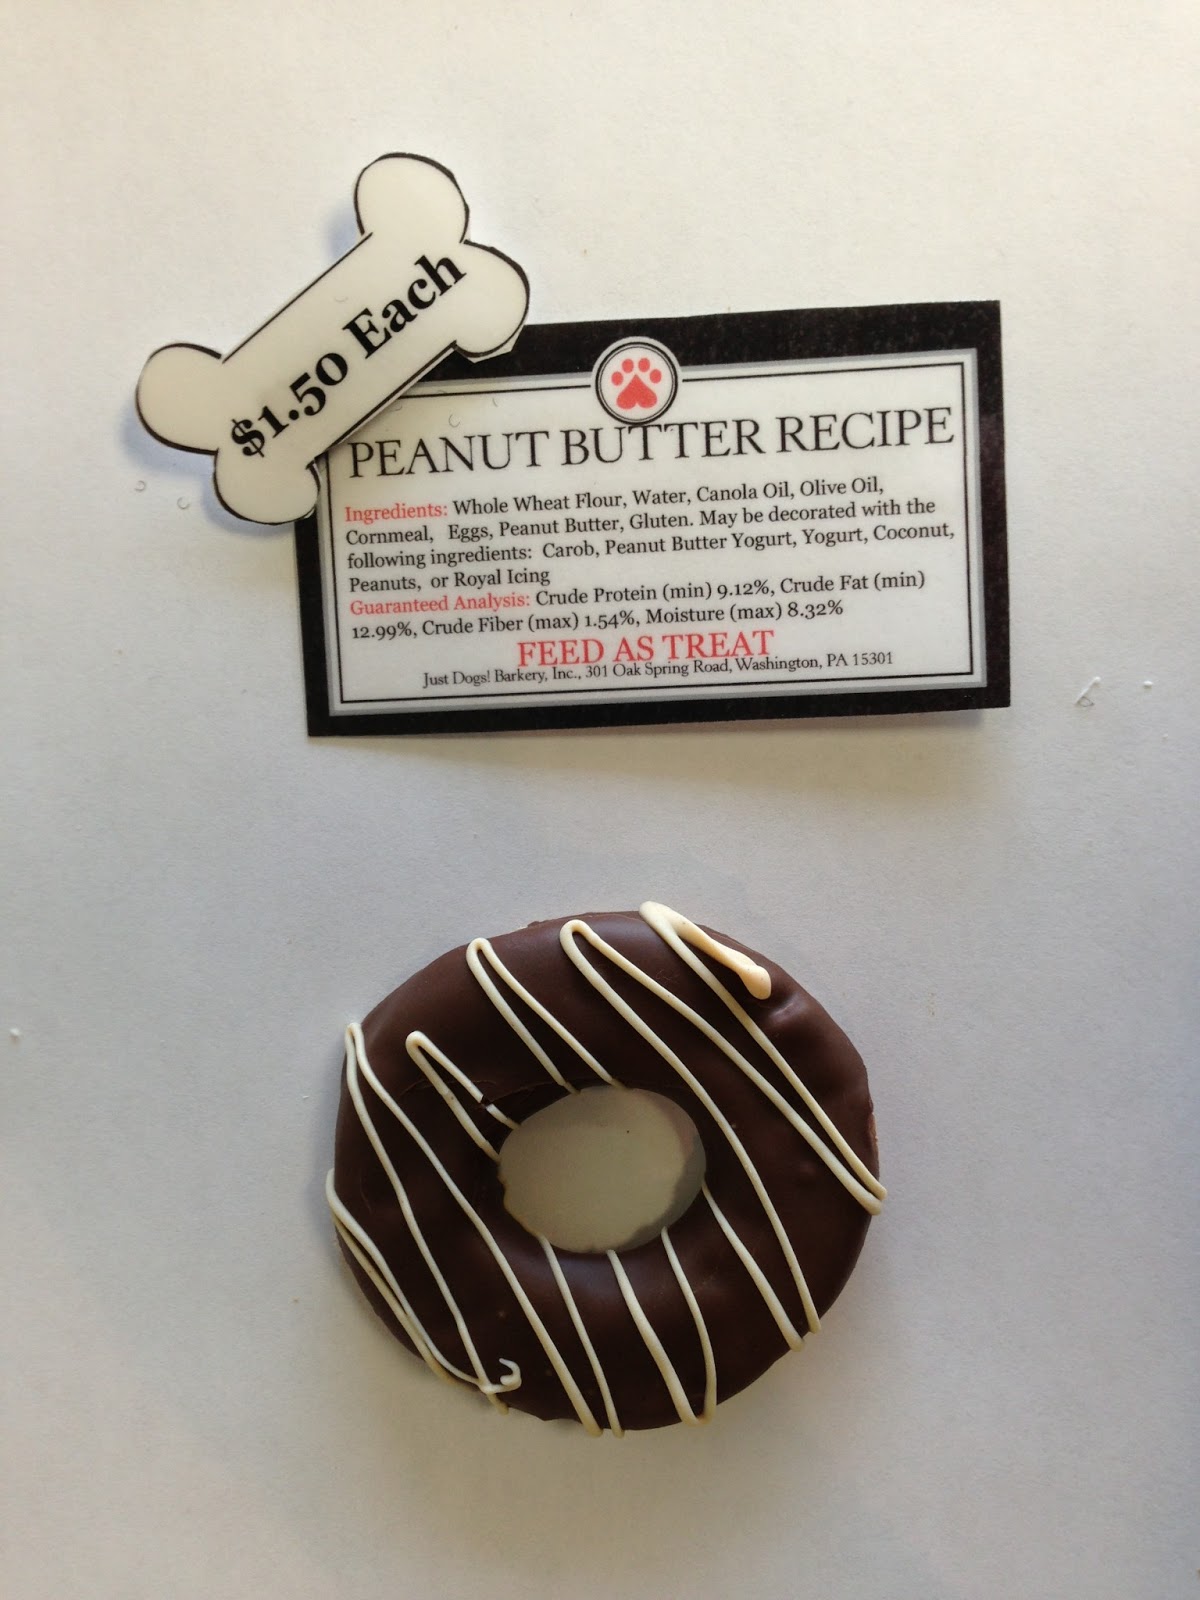 $1.50 Each
PEANUT BUTTER RECIPE
Ingredients: Whole Wheat Flour, Water, Canola Oil, Olive Oil,
Cornmeal, Eggs, Peanut Butter, Gluten. May be decorated with the
following ingredients: Carob, Peanut Butter Yogurt, Yogurt, Coconut,
Peanuts, or Royal Icing
Guaranteed Analysis: Crude Protein (min) 9.12%, Crude Fat (min)
12.99%, Crude Fiber (max) 1.54%, Moisture (max) 8.32%
FEED AS TREAT
Just Dogs! Barkery, Inc., 301 Oak Spring Road, Washington, PA 15301